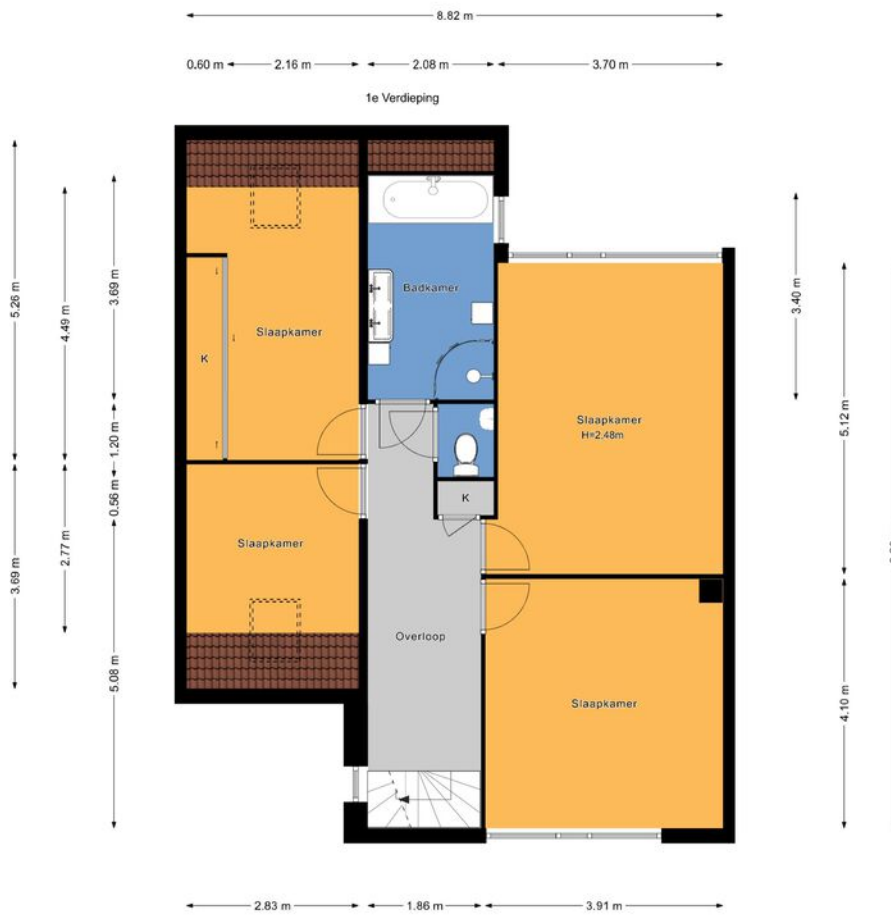 8.82 m
0.60 m
2.16 m
2.08 m
3.70 m
1e Verdieping
5.26 m
4.49 m
3.69 m
3.40 m
Badkamer
Slaapkamer
K
Slaapkamer
H=2,48m
5.12 m
1.20 m
0.56 m
K
3.69 m
2.77 m
Slaapkamer
Overloop
5.08 m
Slaapkamer
4.10 m
2.83 m
1.86 m
3.91 m